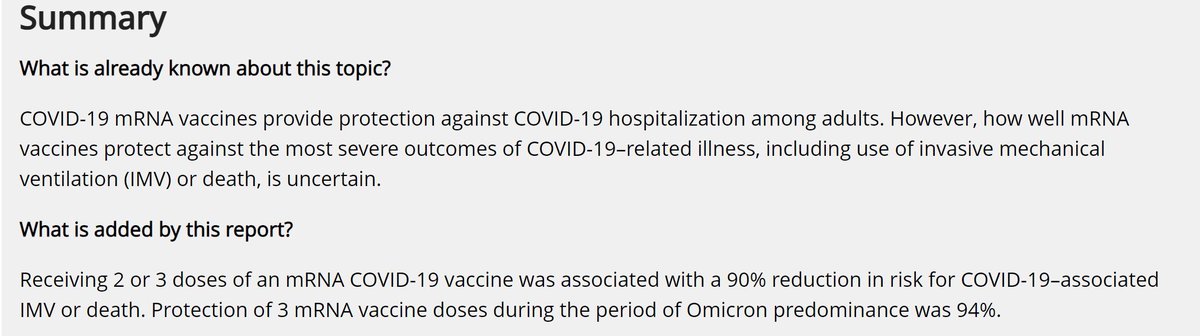 Summary
What is already known about this topic?
COVID-19 mRNA vaccines provide protection against COVID-19 hospitalization among adults. However, how well mRNA
vaccines protect against the most severe outcomes of COVID-19–related illness, including use of invasive mechanical
ventilation (IMV) or death, is uncertain.
What is added by this report?
Receiving 2 or 3 doses of an mRNA COVID-19 vaccine was associated with a 90% reduction in risk for COVID-19–associated
IMV or death. Protection of 3 mRNA vaccine doses during the period of Omicron predominance was 94%.